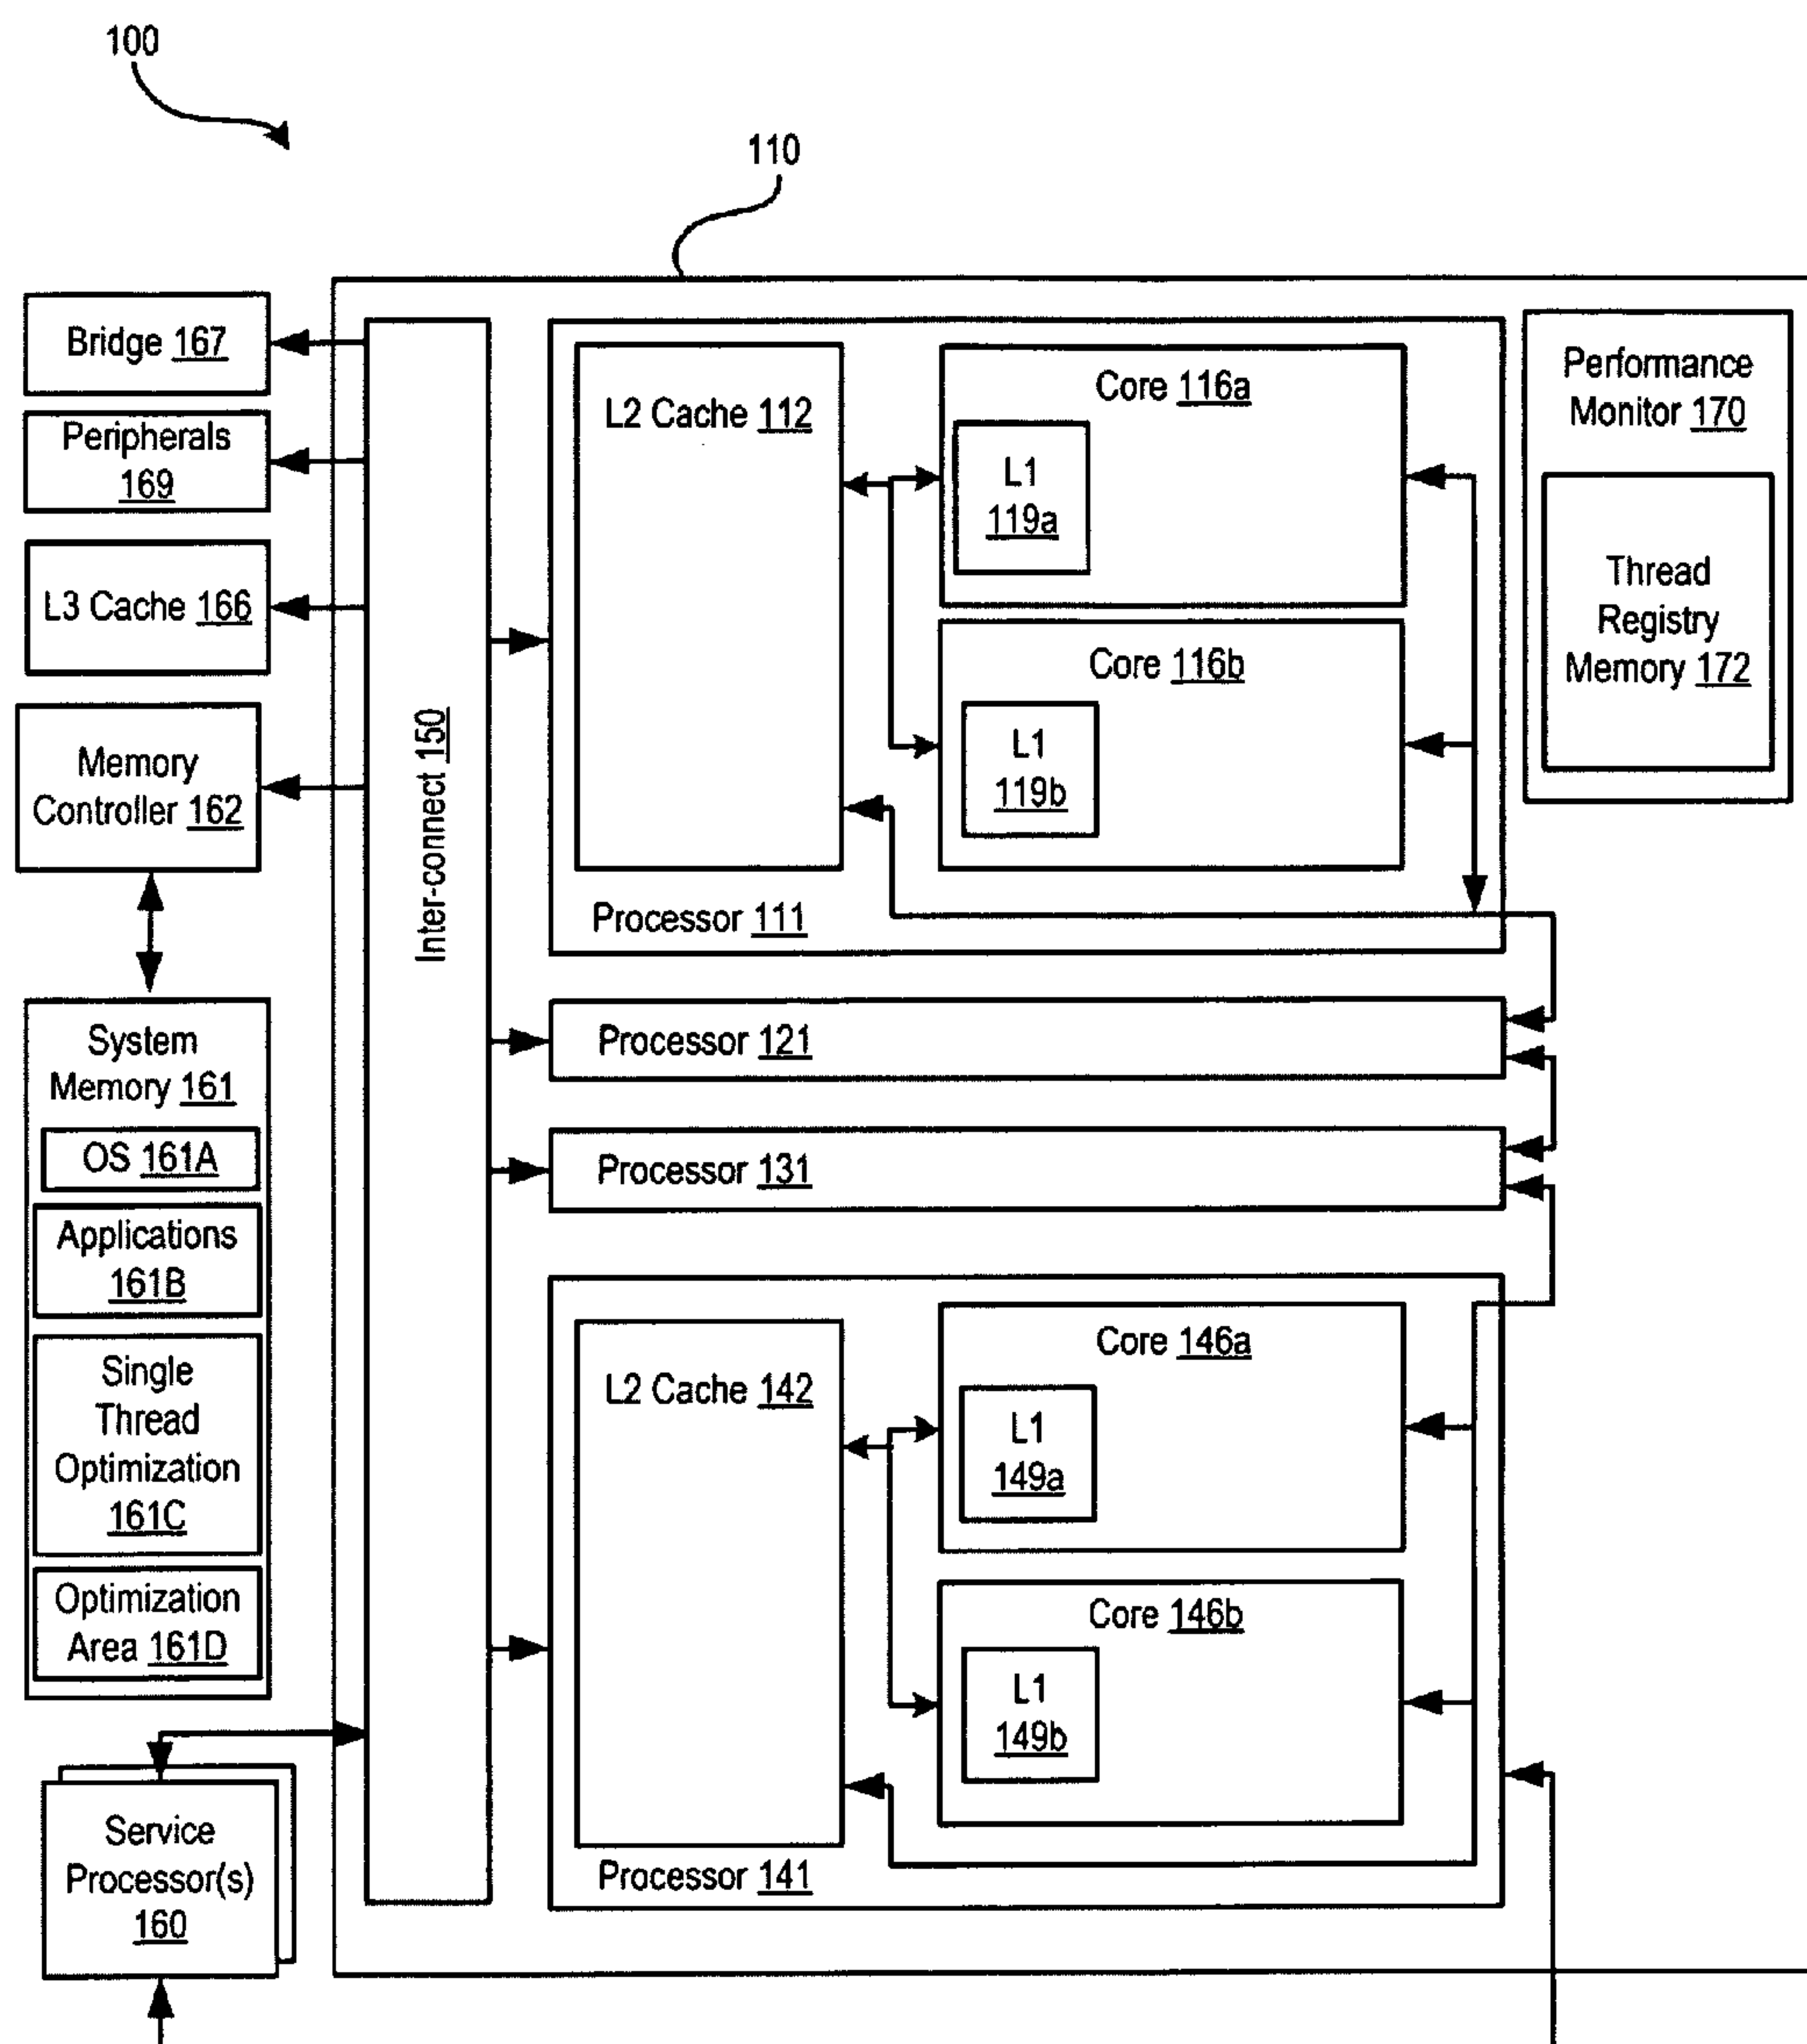 100
110
Bridge 167
Peripherals
169
L3 Cache 166
Memory
Controller 162
System
Memory 161
OS 161A
Applications
161B
Single
Thread
Optimization
161C
Optimization
Area 161D
Service
Processor(s)
160
Inter-connect 150
L2 Cache 112
Core 116a
L1
119a
Core 116b
L1
119b
Processor 111
Performance
Monitor 170
Thread
Registry
Memory 172
Processor 121
Processor 131
L2 Cache 142
Core 146a
L1
149a
Core 146b
L1
149b
Processor 141